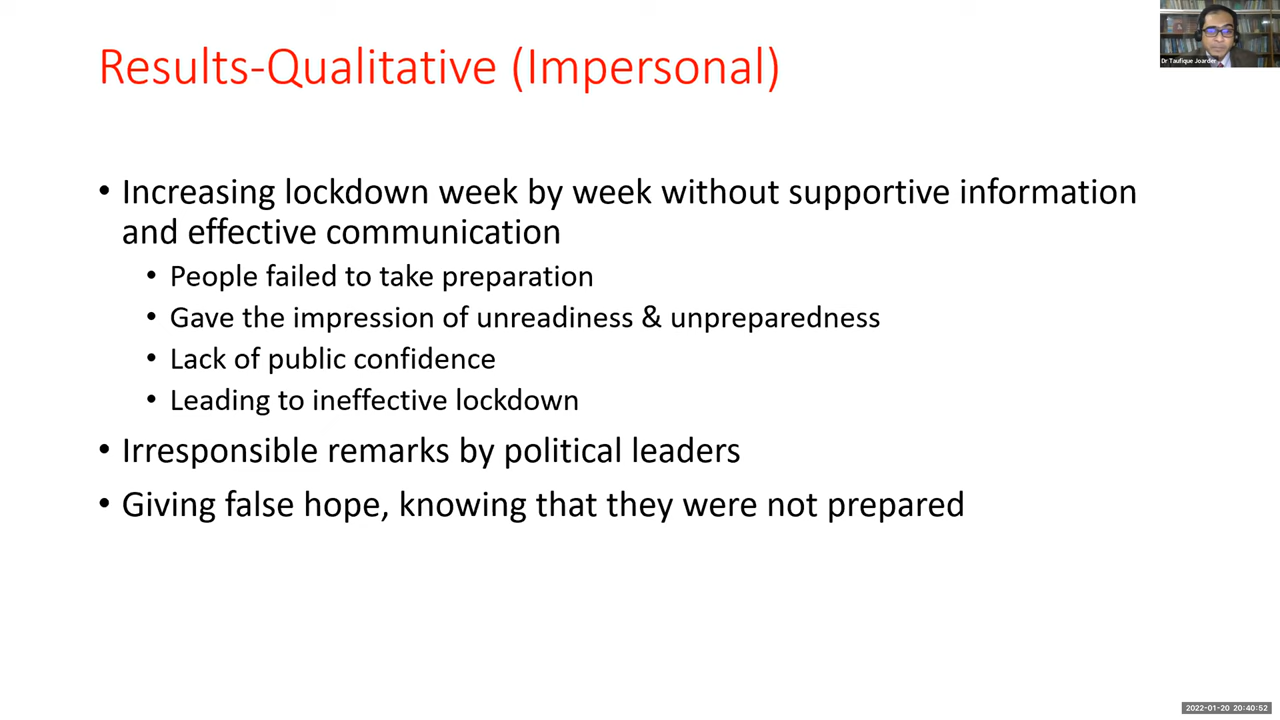 Results-Qualitative (Impersonal)
Dr Taufique Joarder
• Increasing lockdown week by week without supportive information
and effective communication
• People failed to take preparation
• Gave the impression of unreadiness & unpreparedness
• Lack of public confidence
• Leading to ineffective lockdown
• Irresponsible remarks by political leaders
• Giving false hope, knowing that they were not prepared
2022-01-20 20:40:52